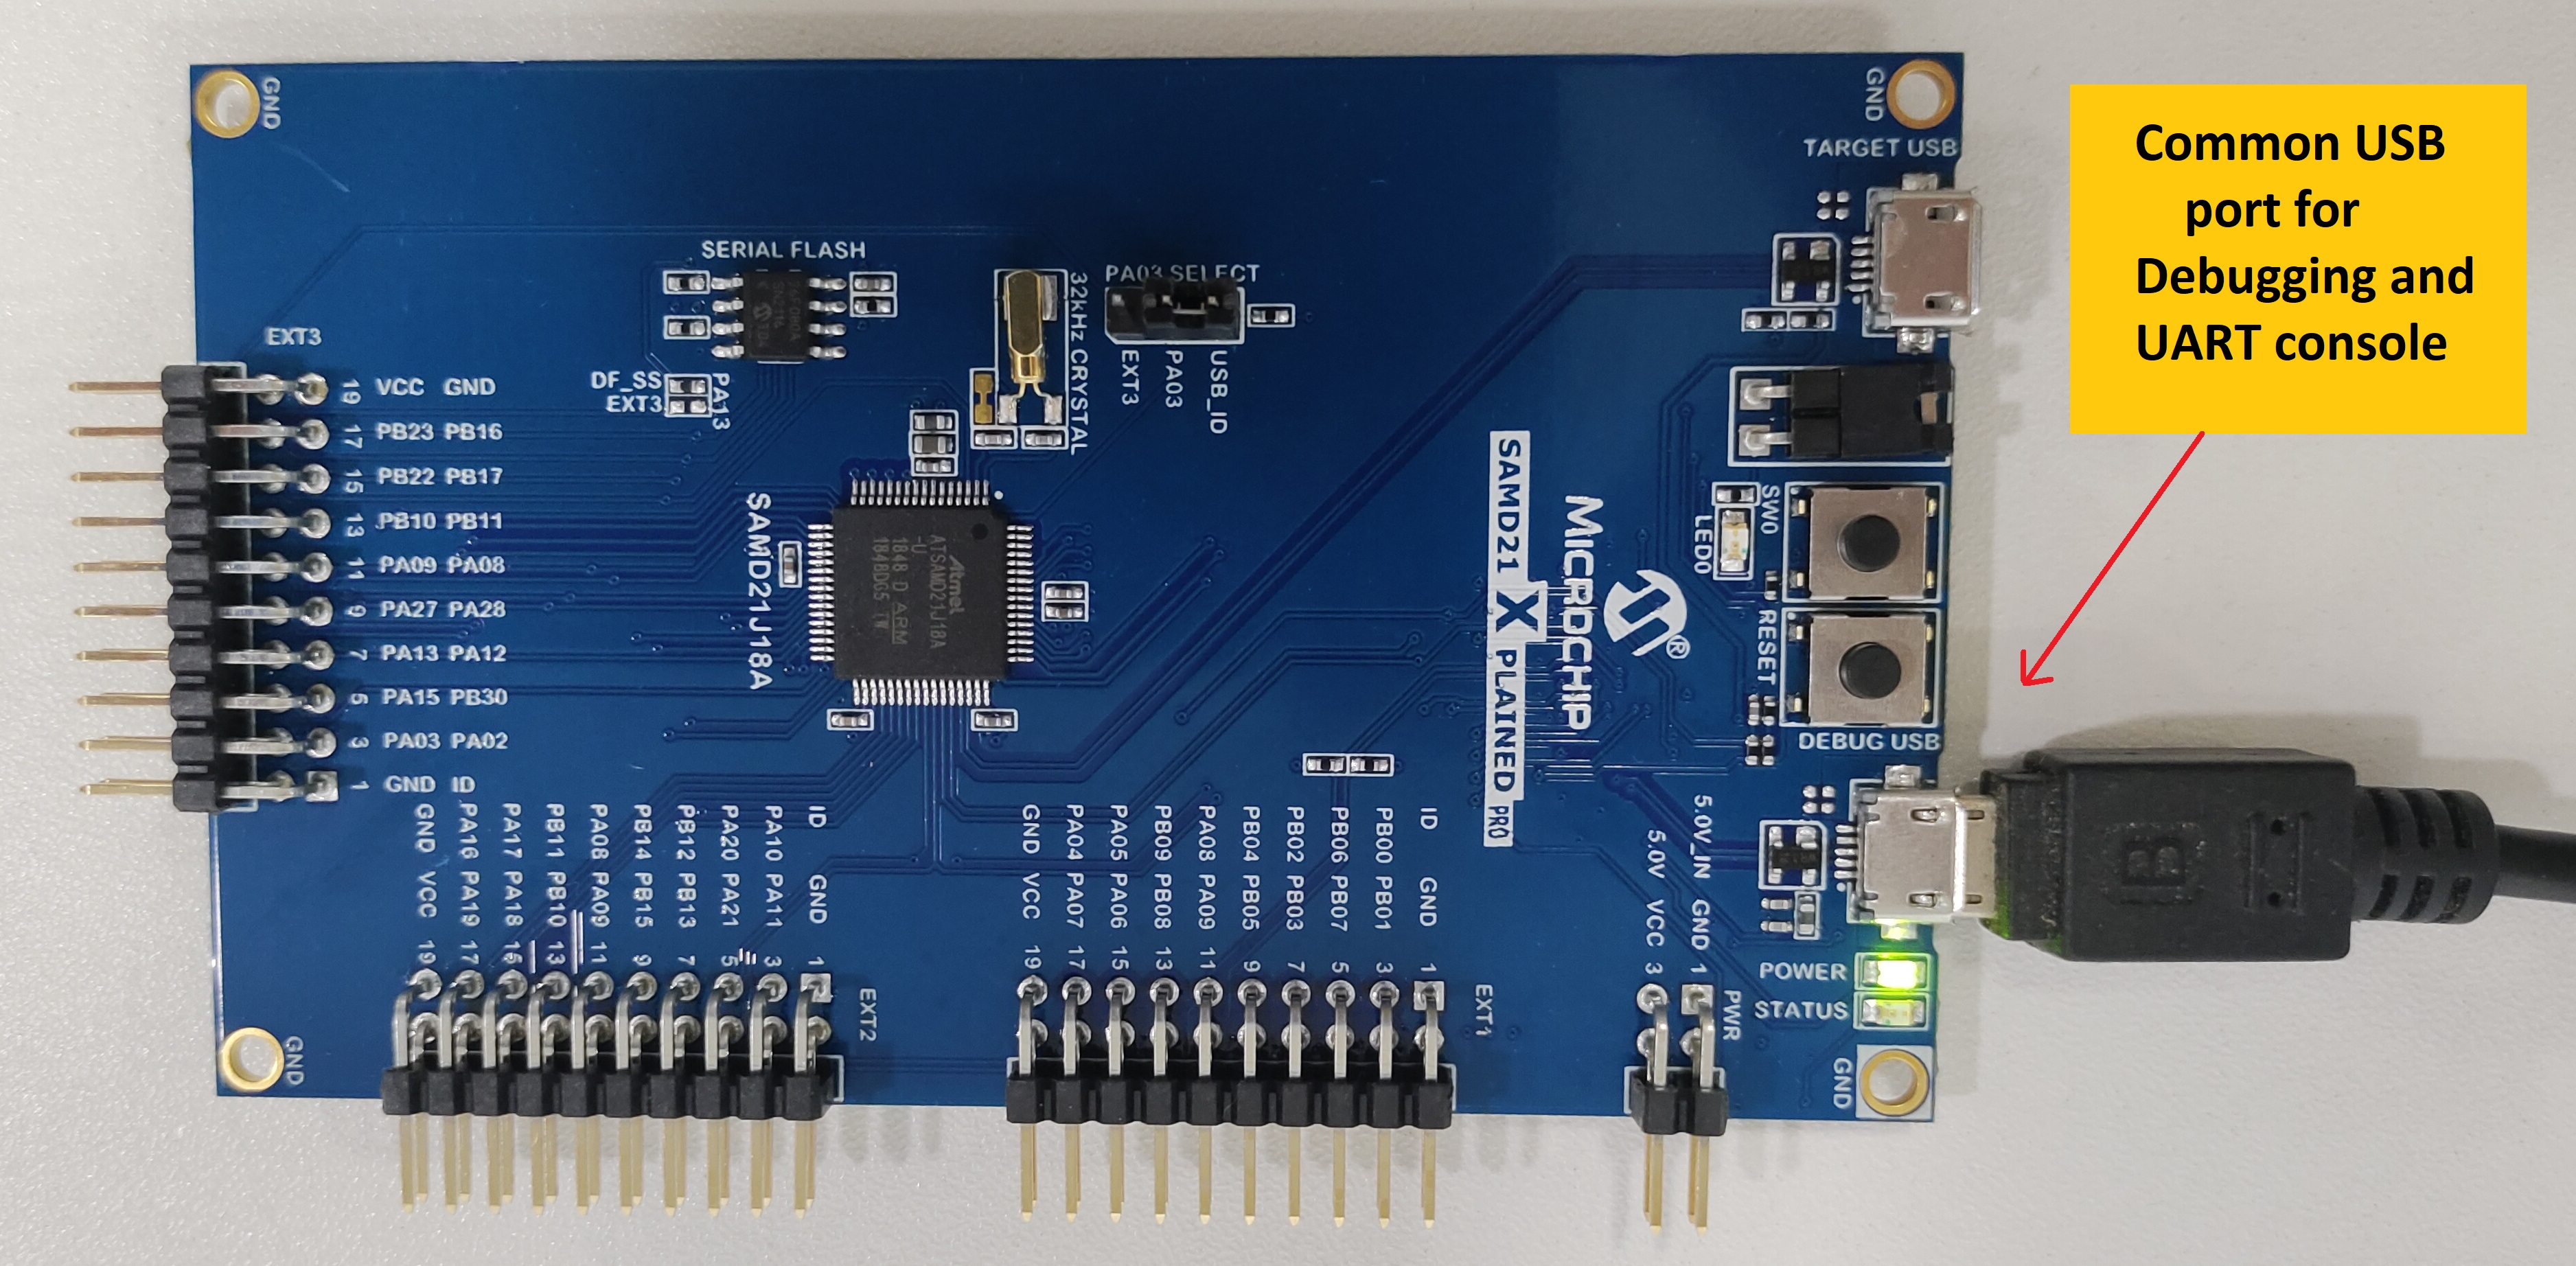 GND
GND
TARGET USB
Common USB
port for
Debugging and
UART console
SERIAL FLASH
32kHz CRYSTAL
PA03 SELECT
EXT3
PA03
USB_ID
DF_SS
EXT3
PA13
EXT3
19 VCC GND
17 PB23 PB16
15 PB22 PB17
13 PB10 PB11
11 PA09 PA08
9 PA27 PA28
7 PA13 PA12
5 PA15 PB30
3 PA03 PA02
1 GND ID
SAMD21J18A
Atmel
ATSAMD21J18A
-U
1848 D ARM
SAMD21 X PLAINED PRO
MICROCHIP
®
SW0
LED0
RESET
DEBUG USB
B
GND VCC 19
PA16 PA19 17
PA17 PA18 15
PB11 PB10 13
PA08 PA09 11
PB14 PB15 9
PB12 PB13 7
PA20 PA21 5
PA10 PA11 3
ID GND 1
EXT2
GND VCC 19
PA04 PA07 17
PA05 PA06 15
PB09 PB08 13
PA08 PA09 11
PB04 PB05 9
PB02 PB03 7
PB06 PB07 5
PB00 PB01 3
ID GND 1
EXT1
5.0V VCC 3
5.0V_IN GND 1
PWR
POWER
STATUS
GND
GND